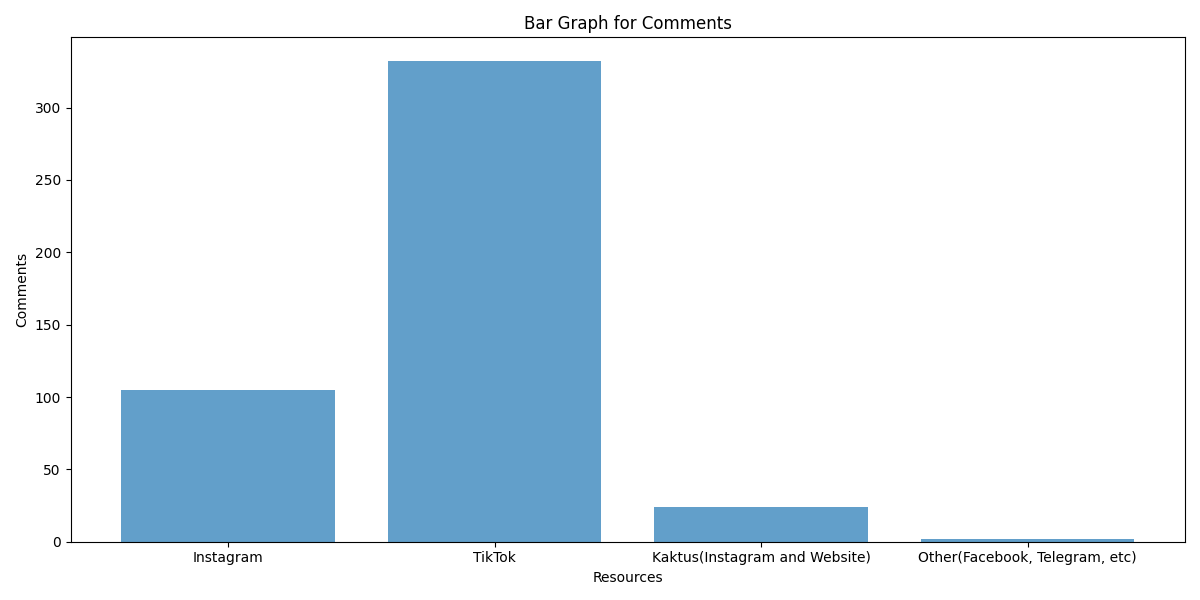 Bar Graph for Comments
Comments
300
250
200
150
100
50
0
Instagram
TikTok
Kaktus(Instagram and Website)
Other(Facebook, Telegram, etc)
Resources